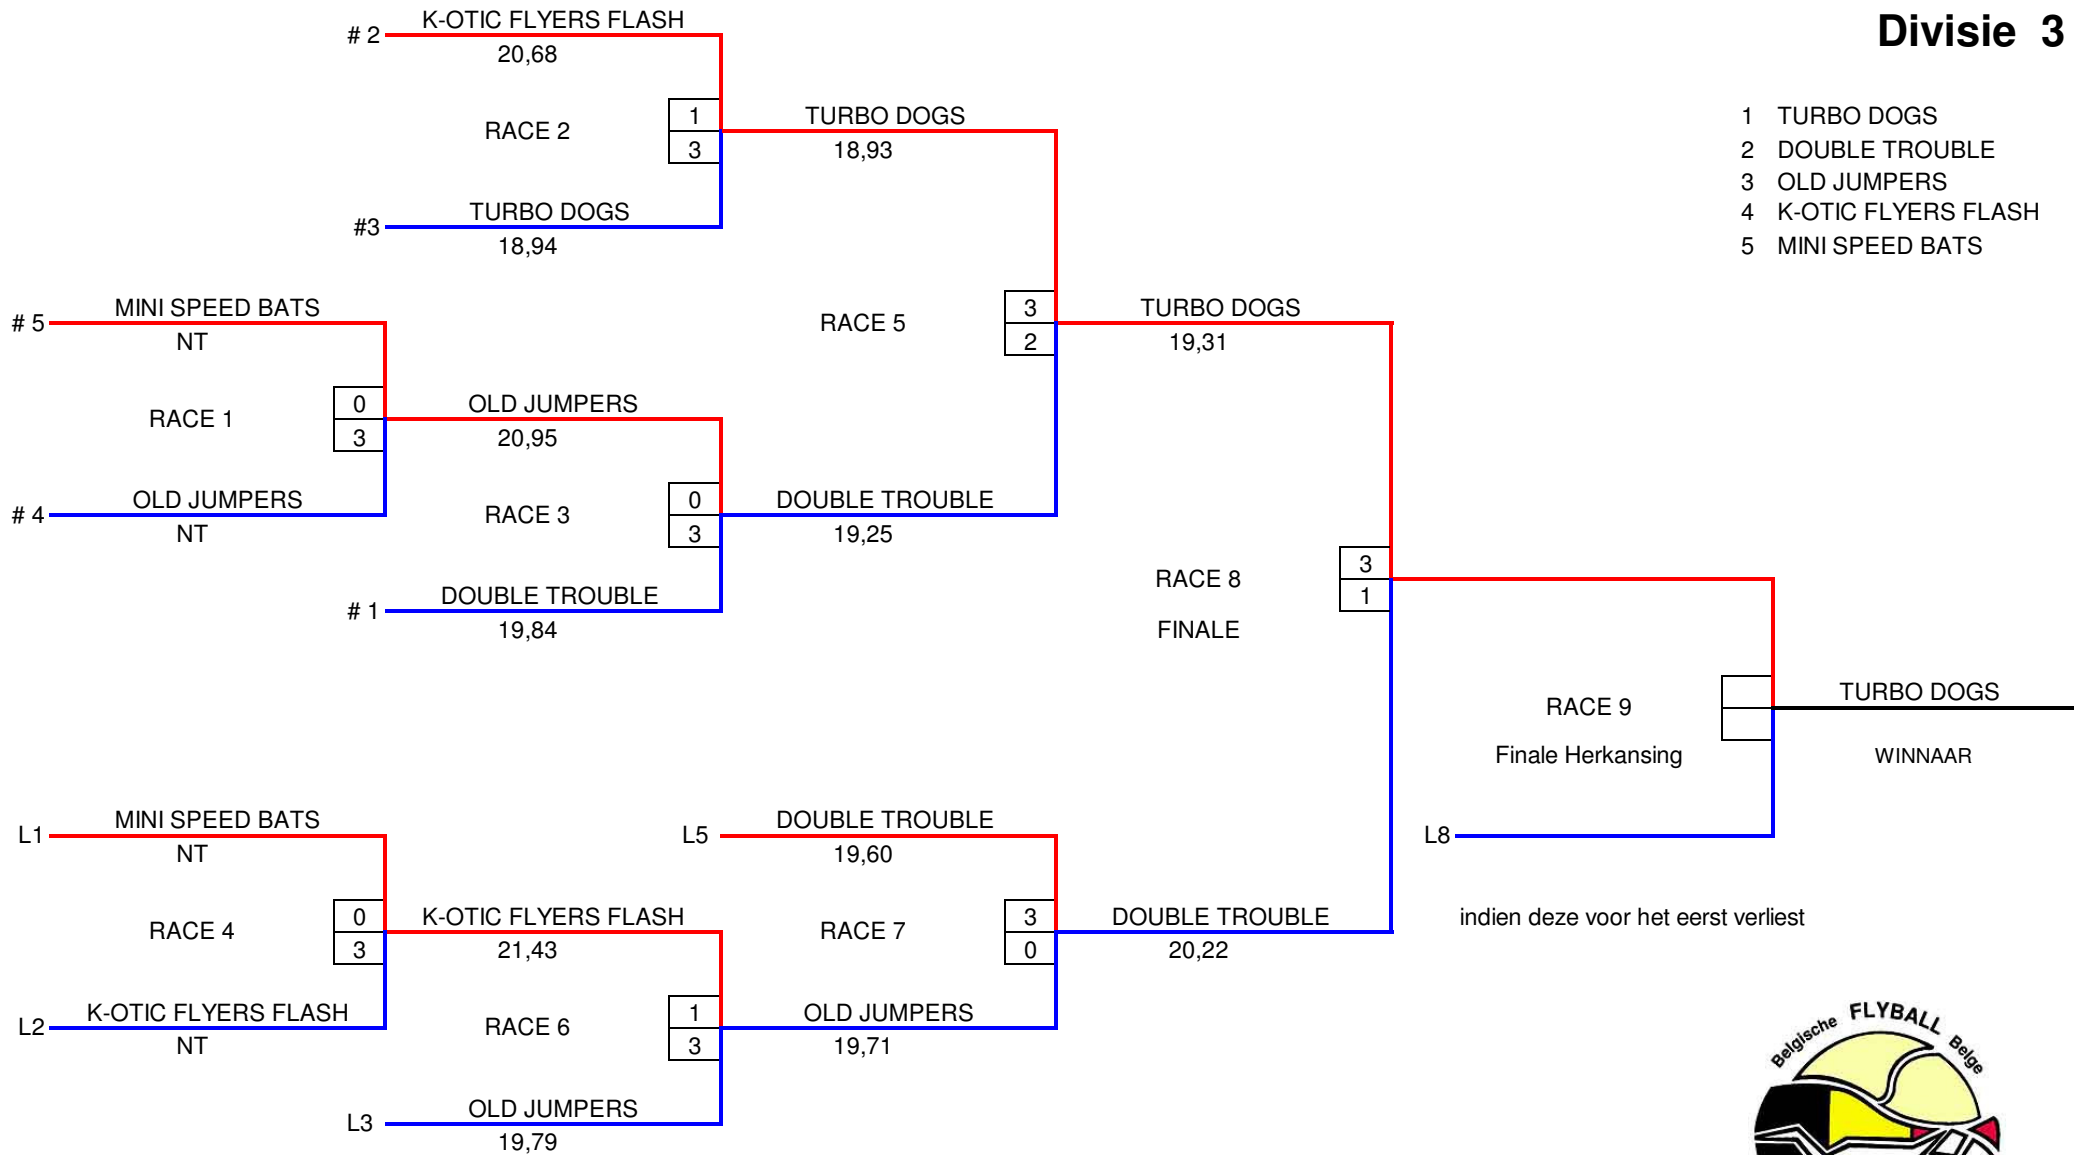 Divisie 3
1 TURBO DOGS
2 DOUBLE TROUBLE
3 OLD JUMPERS
4 K-OTIC FLYERS FLASH
5 MINI SPEED BATS
# 2 K-OTIC FLYERS FLASH
20,68
RACE 2 1
3
#3 TURBO DOGS
18,94
TURBO DOGS
18,93
# 5 MINI SPEED BATS
NT
RACE 1 0
3
# 4 OLD JUMPERS
NT
OLD JUMPERS
20,95
RACE 3 0
3
# 1 DOUBLE TROUBLE
19,84
DOUBLE TROUBLE
19,25
RACE 5 3
2
TURBO DOGS
19,31
RACE 8 3
1
FINALE
L1 MINI SPEED BATS
NT
RACE 4 0
3
L2 K-OTIC FLYERS FLASH
NT
K-OTIC FLYERS FLASH
21,43
RACE 6 1
3
L3 OLD JUMPERS
19,79
L5 DOUBLE TROUBLE
19,60
RACE 7 3
0
OLD JUMPERS
19,71
DOUBLE TROUBLE
20,22
RACE 9
Finale Herkansing
L8
indien deze voor het eerst verliest
TURBO DOGS
WINNAAR
Belgische FLYBALL Belge